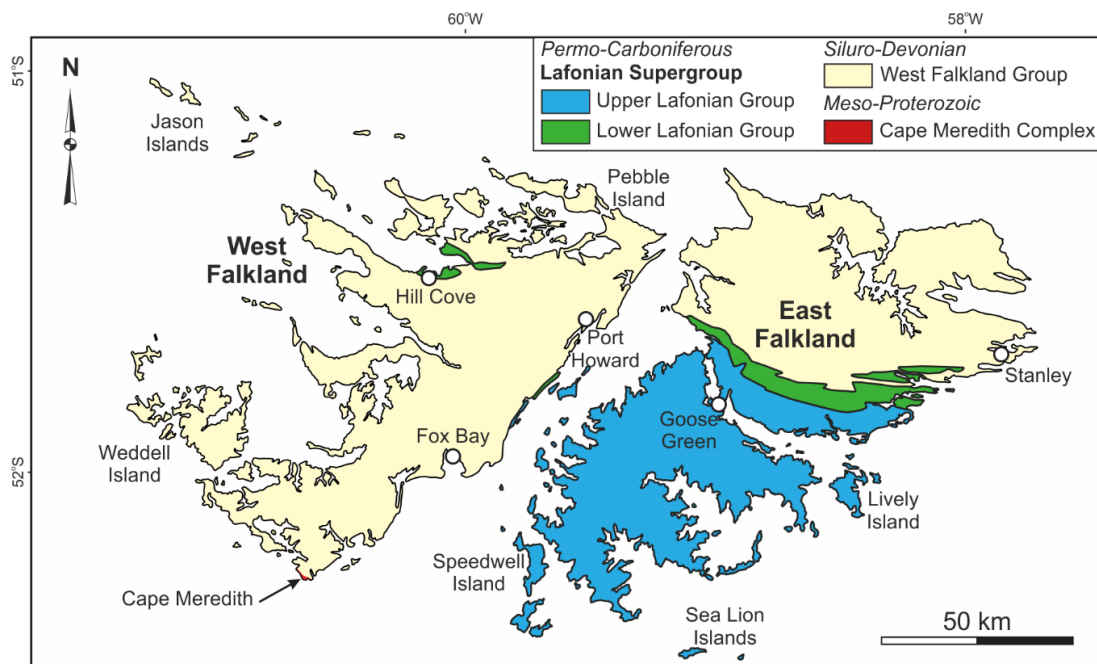 60°W
58°W
51°S
52°S
N
Permo-Carboniferous
Lafonian Supergroup
Upper Lafonian Group
Lower Lafonian Group
Siluro-Devonian
West Falkland Group
Meso-Proterozoic
Cape Meredith Complex
Jason
Islands
Pebble
Island
West
Falkland
Hill Cove
Port
Howard
East
Falkland
Stanley
Goose
Green
Fox Bay
Weddell
Island
Lively
Island
Speedwell
Island
Cape Meredith
Sea Lion
Islands
50 km